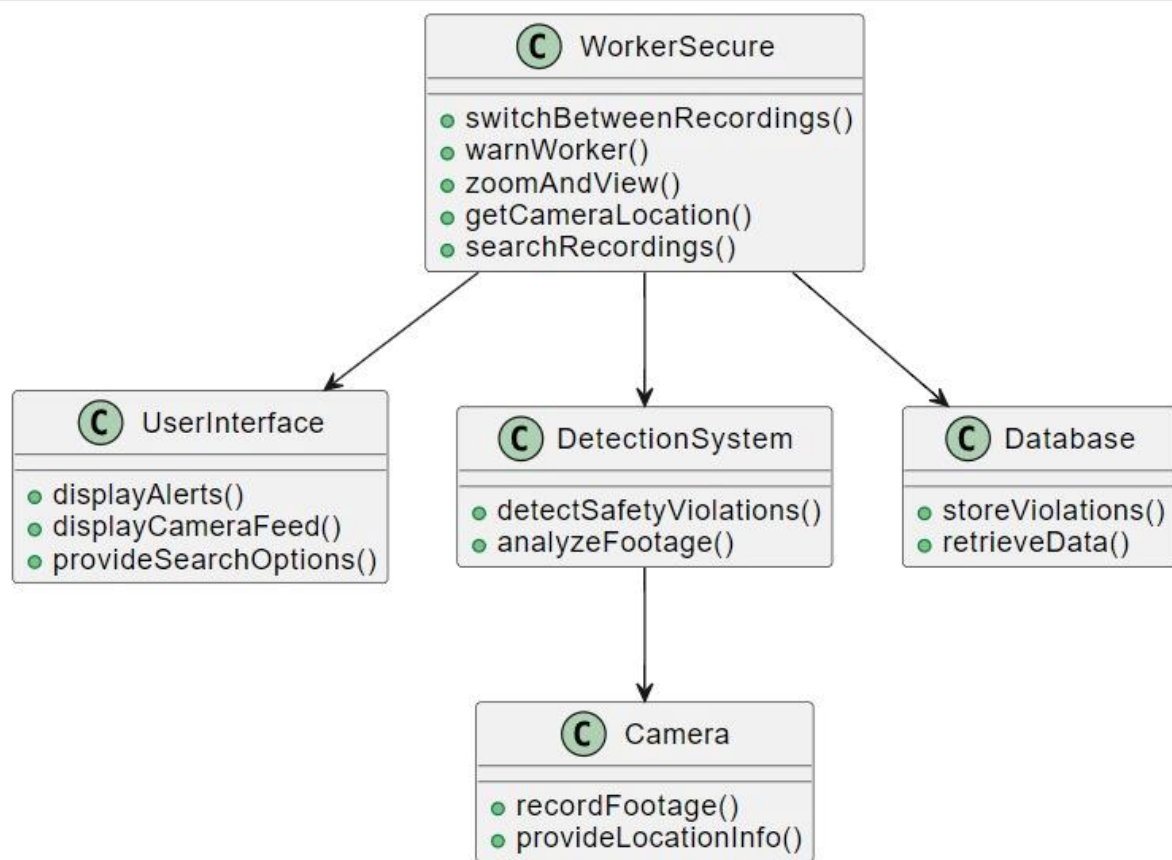 C WorkerSecure
switchBetweenRecordings()
warnWorker()
zoomAndView()
getCameraLocation()
searchRecordings()
C UserInterface
displayAlerts()
displayCameraFeed()
provideSearchOptions()
C DetectionSystem
detectSafetyViolations()
analyzeFootage()
C Database
storeViolations()
retrieveData()
C Camera
recordFootage()
provideLocationInfo()